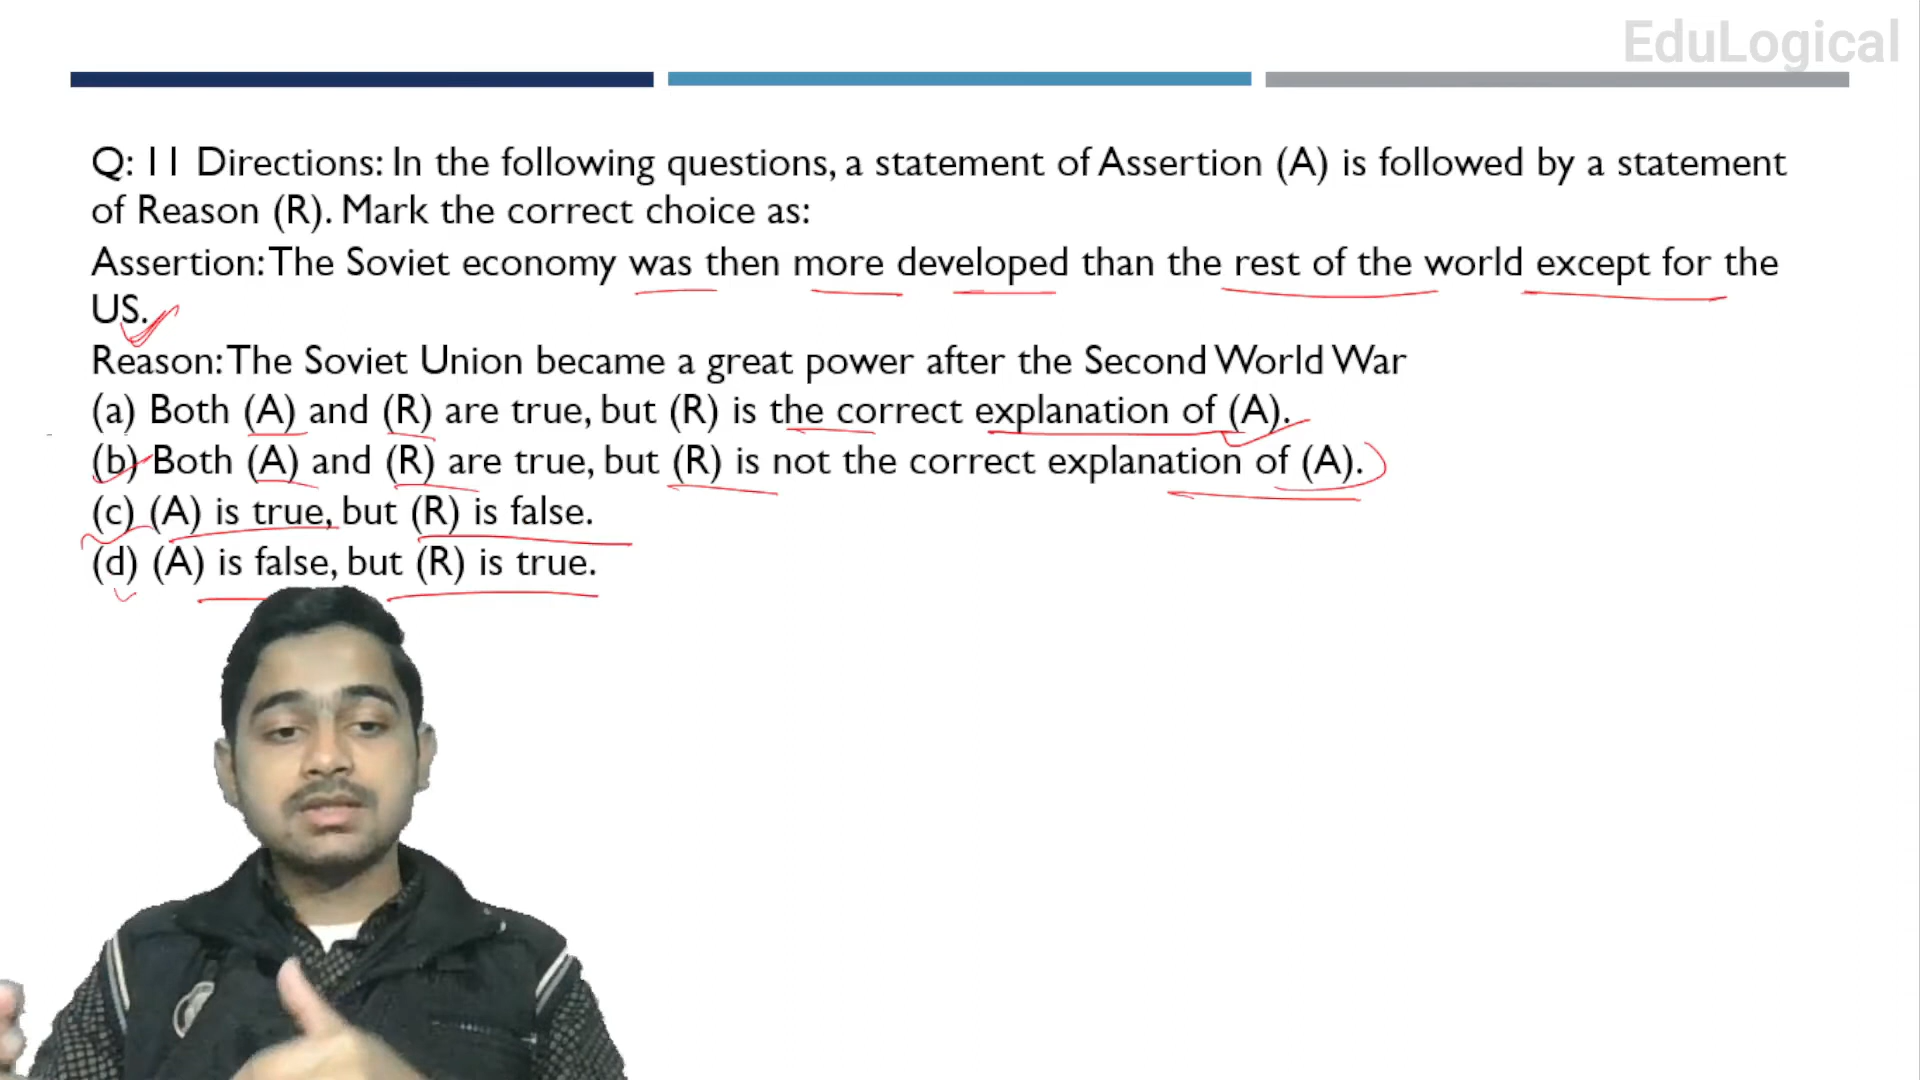 EduLogical
Q: 11 Directions: In the following questions, a statement of Assertion (A) is followed by a statement
of Reason (R). Mark the correct choice as:
Assertion: The Soviet economy was then more developed than the rest of the world except for the
US.
Reason: The Soviet Union became a great power after the Second World War
(a) Both (A) and (R) are true, but (R) is the correct explanation of (A).
(b) Both (A) and (R) are true, but (R) is not the correct explanation of (A).
(c) (A) is true, but (R) is false.
(d) (A) is false, but (R) is true.